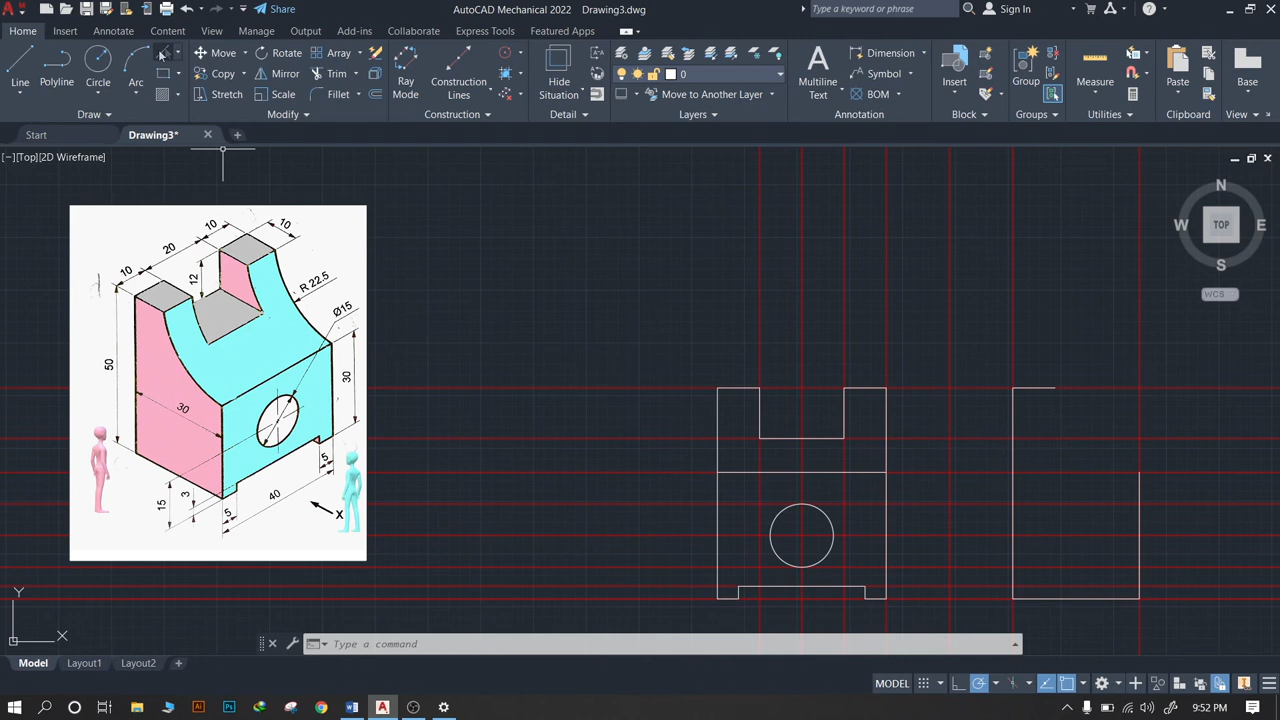 AutoCAD Mechanical 2022 Drawing3.dwg
Share
Type a keyword or phrase
Sign In
Home Insert Annotate Content View Manage Output Add-ins Collaborate Express Tools Featured Apps
Line Polyline Circle Arc
Move Rotate Array
Copy Mirror Trim
Stretch Scale Fillet
Ray Mode
Construction Lines
Hide Situation
0
Move to Another Layer
Multiline Text
Dimension
Symbol
BOM
Insert
Group
Measure
Paste
Base
Draw Modify Construction Detail Layers Annotation Block Groups Utilities Clipboard View
Start Drawing3*
[−][Top][2D Wireframe]
N
W TOP E
S
WCS
10 10
20
10
12
R 22.5
Ø15
50
30
30
5
40
3
15
5
X
Y
X
Type a command
Model Layout1 Layout2
MODEL
9:52 PM